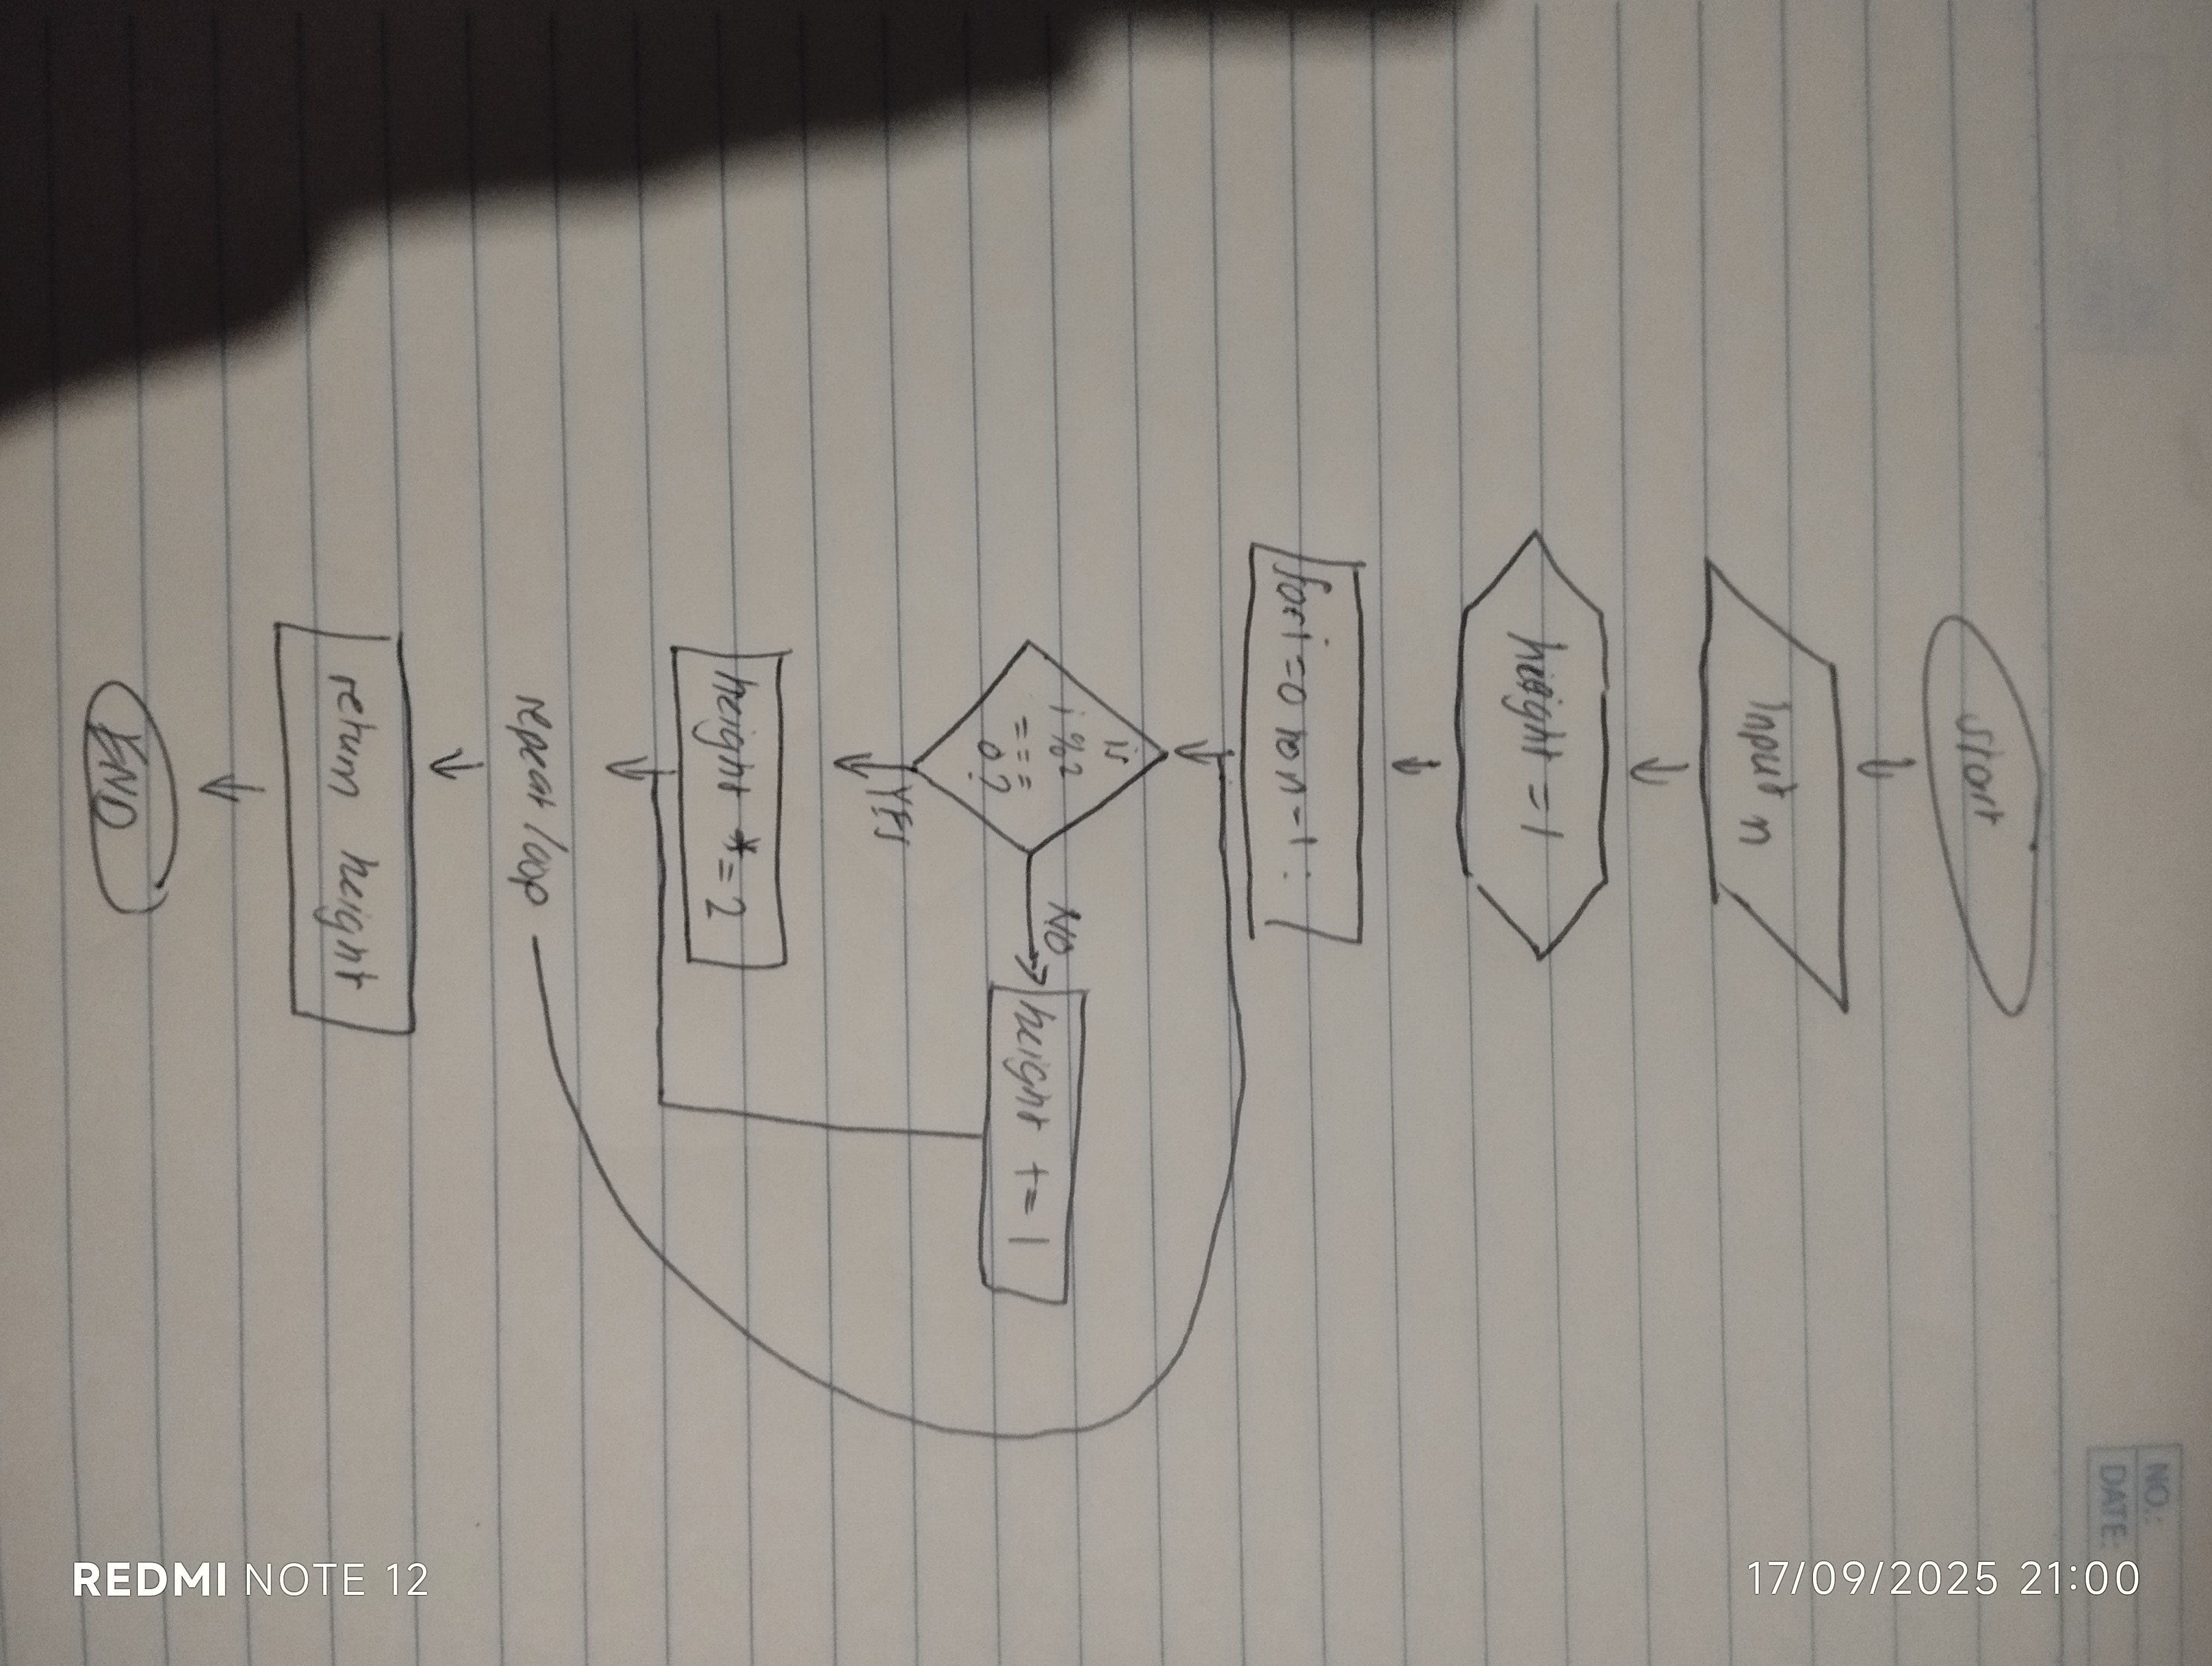 NO.:
DATE:
start
Input n
height = 1
for i = 0 to n-1 :
is
i % 2
===
0?
NO
height += 1
YES
height *= 2
repeat loop
return height
END
REDMI NOTE 12
17/09/2025 21:00